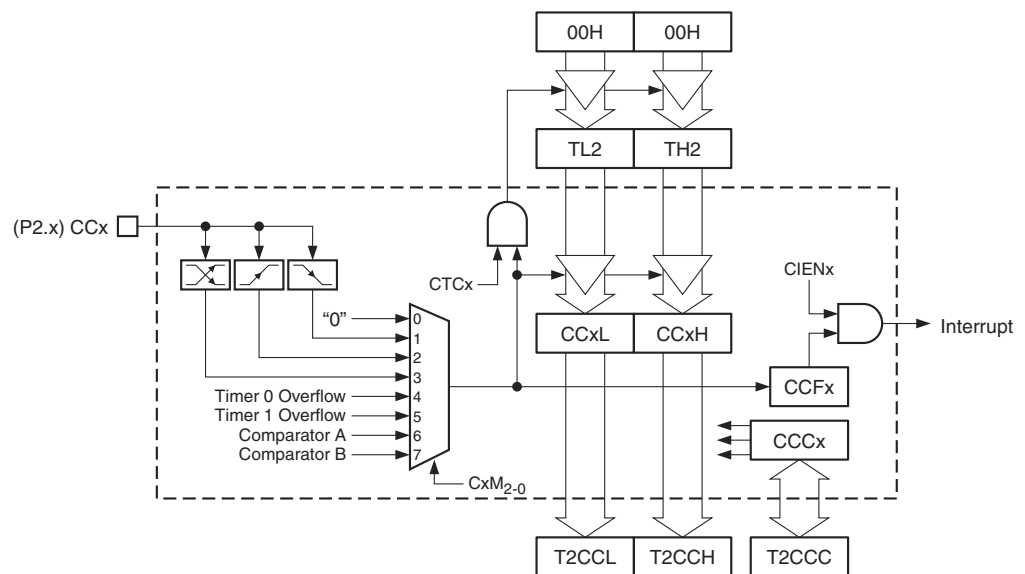 00H 00H
TL2 TH2
(P2.x) CCx
CTCx
CIENx
"0"
0
1
2
3
4
5
6
7
CCxL CCxH
Interrupt
CCFx
Timer 0 Overflow
Timer 1 Overflow
Comparator A
Comparator B
CCCx
CxM2-0
T2CCL T2CCH T2CCC